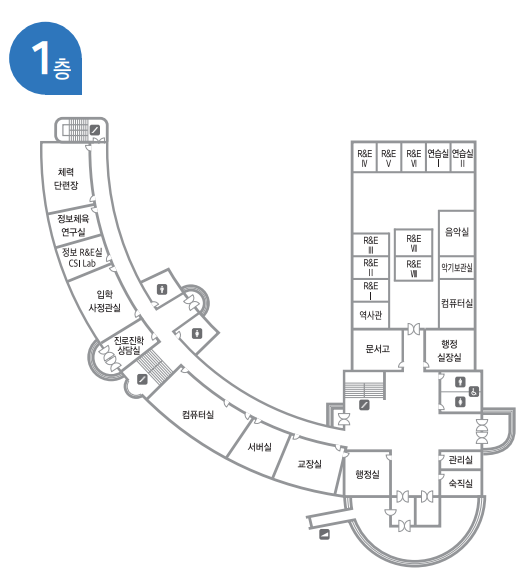 1층
체력
단련장
정보체육
연구실
정보 R&E실
CSI Lab
입학
사정관실
진로진학
상담실
컴퓨터실
서버실
교장실
행정실
R&E
Ⅳ
R&E
Ⅴ
R&E
Ⅵ
연습실
Ⅰ
연습실
Ⅱ
R&E
Ⅲ
R&E
Ⅱ
R&E
Ⅰ
역사관
R&E
Ⅶ
R&E
Ⅷ
음악실
악기보관실
컴퓨터실
문서고
행정
실장실
관리실
숙직실